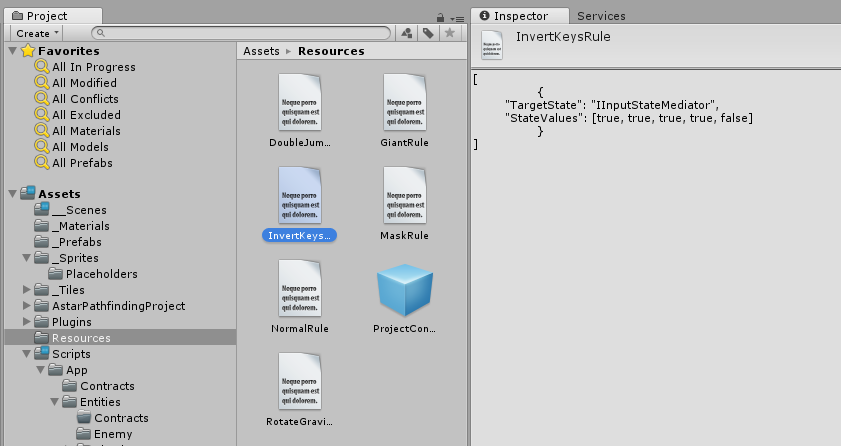 Project
Create
Favorites
All In Progress
All Modified
All Conflicts
All Excluded
All Materials
All Models
All Prefabs
Assets
__Scenes
_Materials
_Prefabs
_Sprites
Placeholders
_Tiles
AstarPathfindingProject
Plugins
Resources
Scripts
App
Contracts
Entities
Contracts
Enemy
Assets ▸ Resources
Neque porro
quisquam est
qui dolorem.
DoubleJum...
Neque porro
quisquam est
qui dolorem.
GiantRule
Neque porro
quisquam est
qui dolorem.
InvertKeys...
Neque porro
quisquam est
qui dolorem.
MaskRule
Neque porro
quisquam est
qui dolorem.
NormalRule
ProjectCon...
Neque porro
quisquam est
qui dolorem.
RotateGravi...
Inspector
Services
InvertKeysRule
[
{
"TargetState": "IInputStateMediator",
"StateValues": [true, true, true, true, false]
}
]